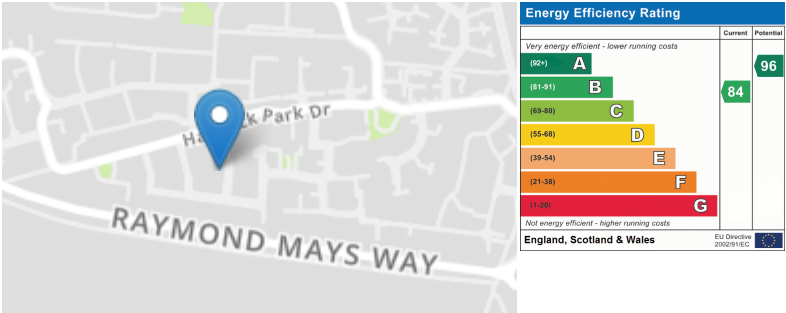 Park Dr
RAYMOND MAYS WAY
Energy Efficiency Rating
Current Potential
Very energy efficient - lower running costs
(92+) A
96
(81-91) B
84
(69-80) C
(55-68) D
(39-54) E
(21-38) F
(1-20) G
Not energy efficient - higher running costs
England, Scotland & Wales
EU Directive
2002/91/EC